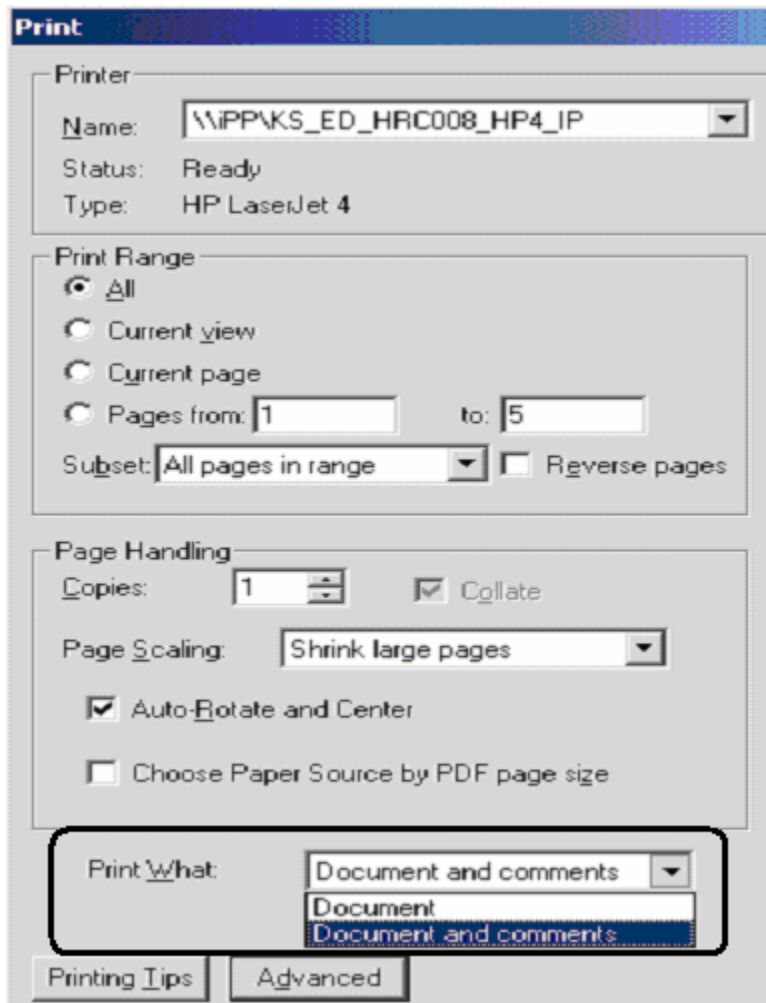 Print
Printer
Name: \\iPP\KS_ED_HRC008_HP4_IP
Status: Ready
Type: HP LaserJet 4
Print Range
All
Current view
Current page
Pages from: 1 to: 5
Subset: All pages in range Reverse pages
Page Handling
Copies: 1 Collate
Page Scaling: Shrink large pages
Auto-Rotate and Center
Choose Paper Source by PDF page size
Print What: Document and comments
Document
Document and comments
Printing Tips Advanced